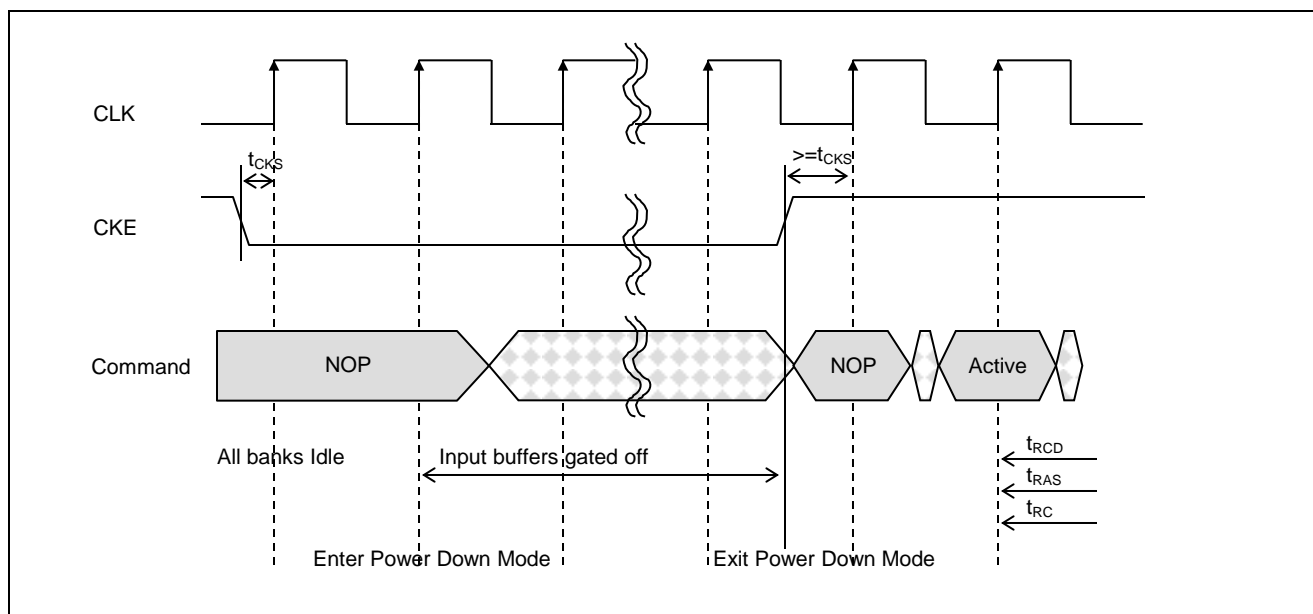 CLK
tCKS
>=tCKS
CKE
Command
NOP
NOP
Active
All banks Idle
Input buffers gated off
tRCD
tRAS
tRC
Enter Power Down Mode
Exit Power Down Mode